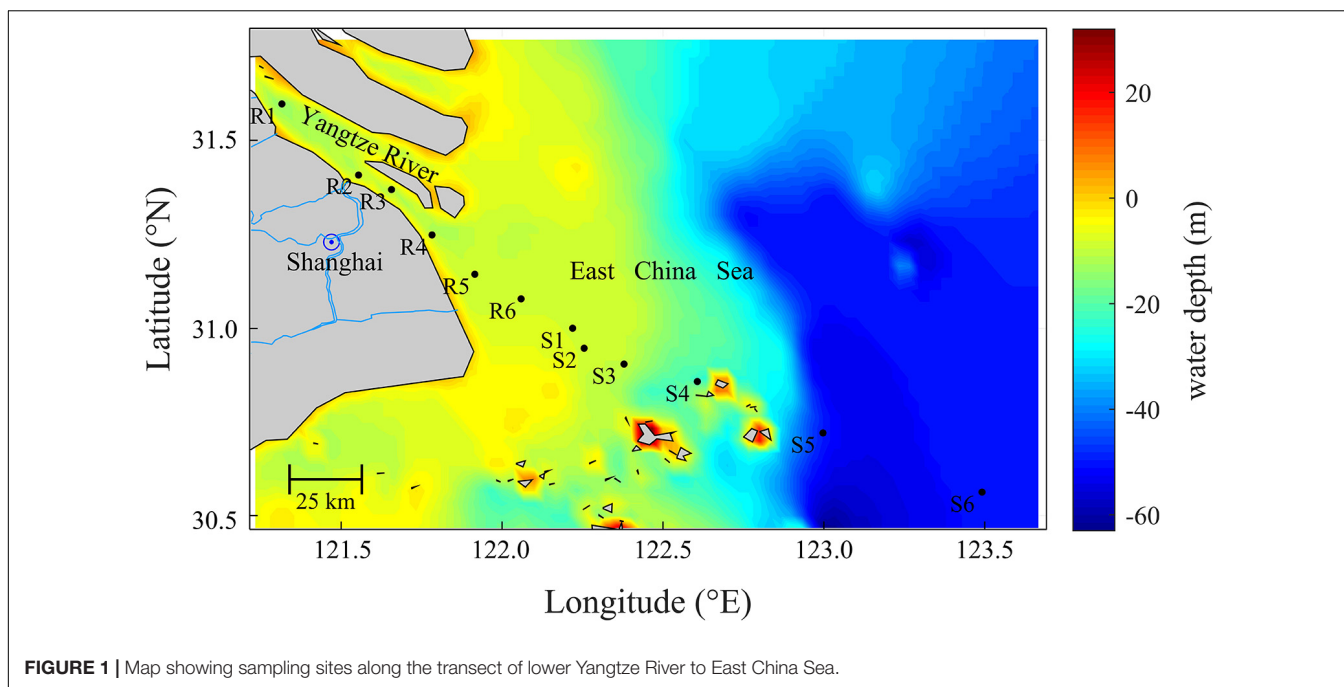 R1
Yangtze River
R2
R3
R4
Shanghai
R5
R6
East China Sea
S1
S2
S3
S4
S5
S6
25 km
31.5
31.0
30.5
Latitude (°N)
121.5 122.0 122.5 123.0 123.5
Longitude (°E)
20
0
-20
-40
-60
water depth (m)
FIGURE 1 | Map showing sampling sites along the transect of lower Yangtze River to East China Sea.